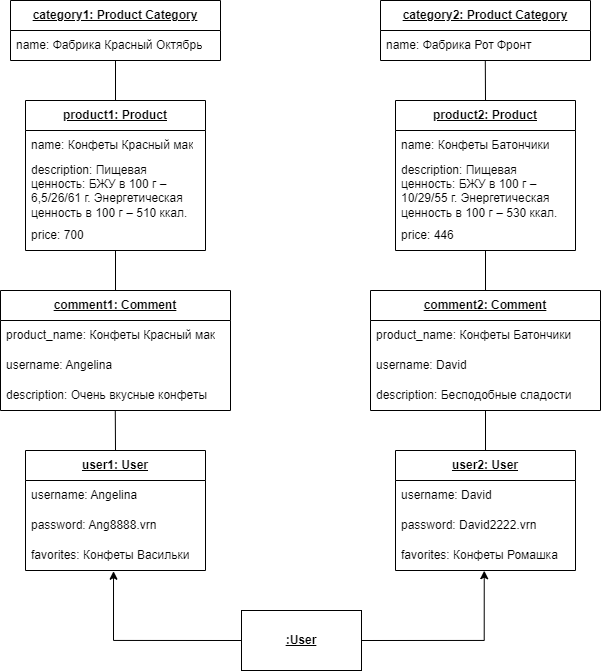 category1: Product Category
name: Фабрика Красный Октябрь
product1: Product
name: Конфеты Красный мак
description: Пищевая
ценность: БЖУ в 100 г –
6,5/26/61 г. Энергетическая
ценность в 100 г – 510 ккал.
price: 700
comment1: Comment
product_name: Конфеты Красный мак
username: Angelina
description: Очень вкусные конфеты
user1: User
username: Angelina
password: Ang8888.vrn
favorites: Конфеты Васильки
category2: Product Category
name: Фабрика Рот Фронт
product2: Product
name: Конфеты Батончики
description: Пищевая
ценность: БЖУ в 100 г –
10/29/55 г. Энергетическая
ценность в 100 г – 530 ккал.
price: 446
comment2: Comment
product_name: Конфеты Батончики
username: David
description: Бесподобные сладости
user2: User
username: David
password: David2222.vrn
favorites: Конфеты Ромашка
:User